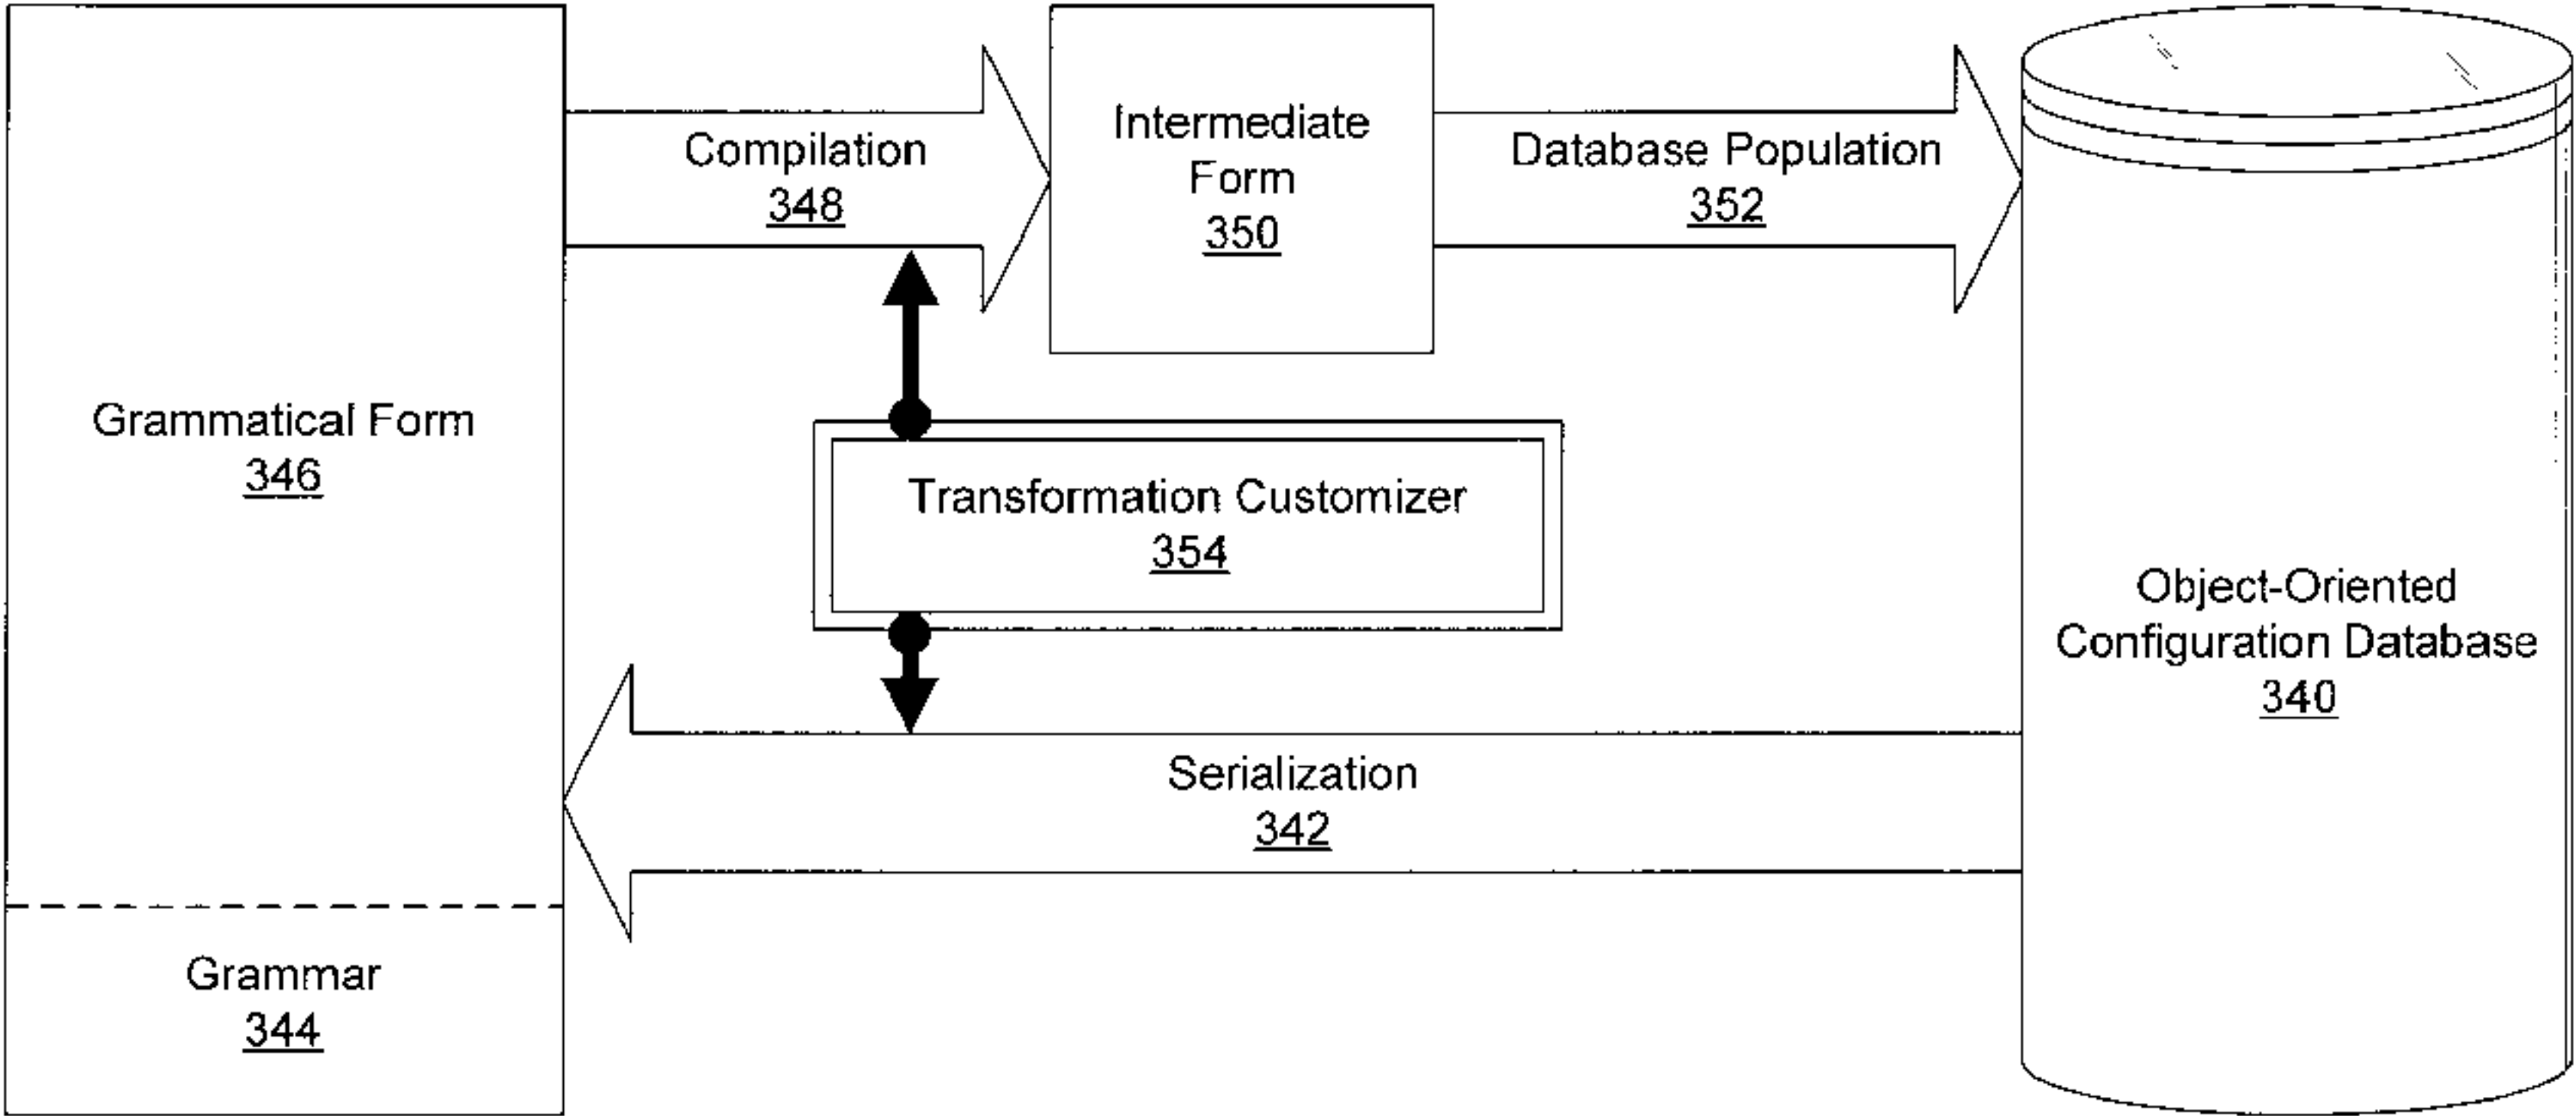 Compilation
348
Intermediate
Form
350
Database Population
352
Grammatical Form
346
Transformation Customizer
354
Object-Oriented
Configuration Database
340
Serialization
342
Grammar
344